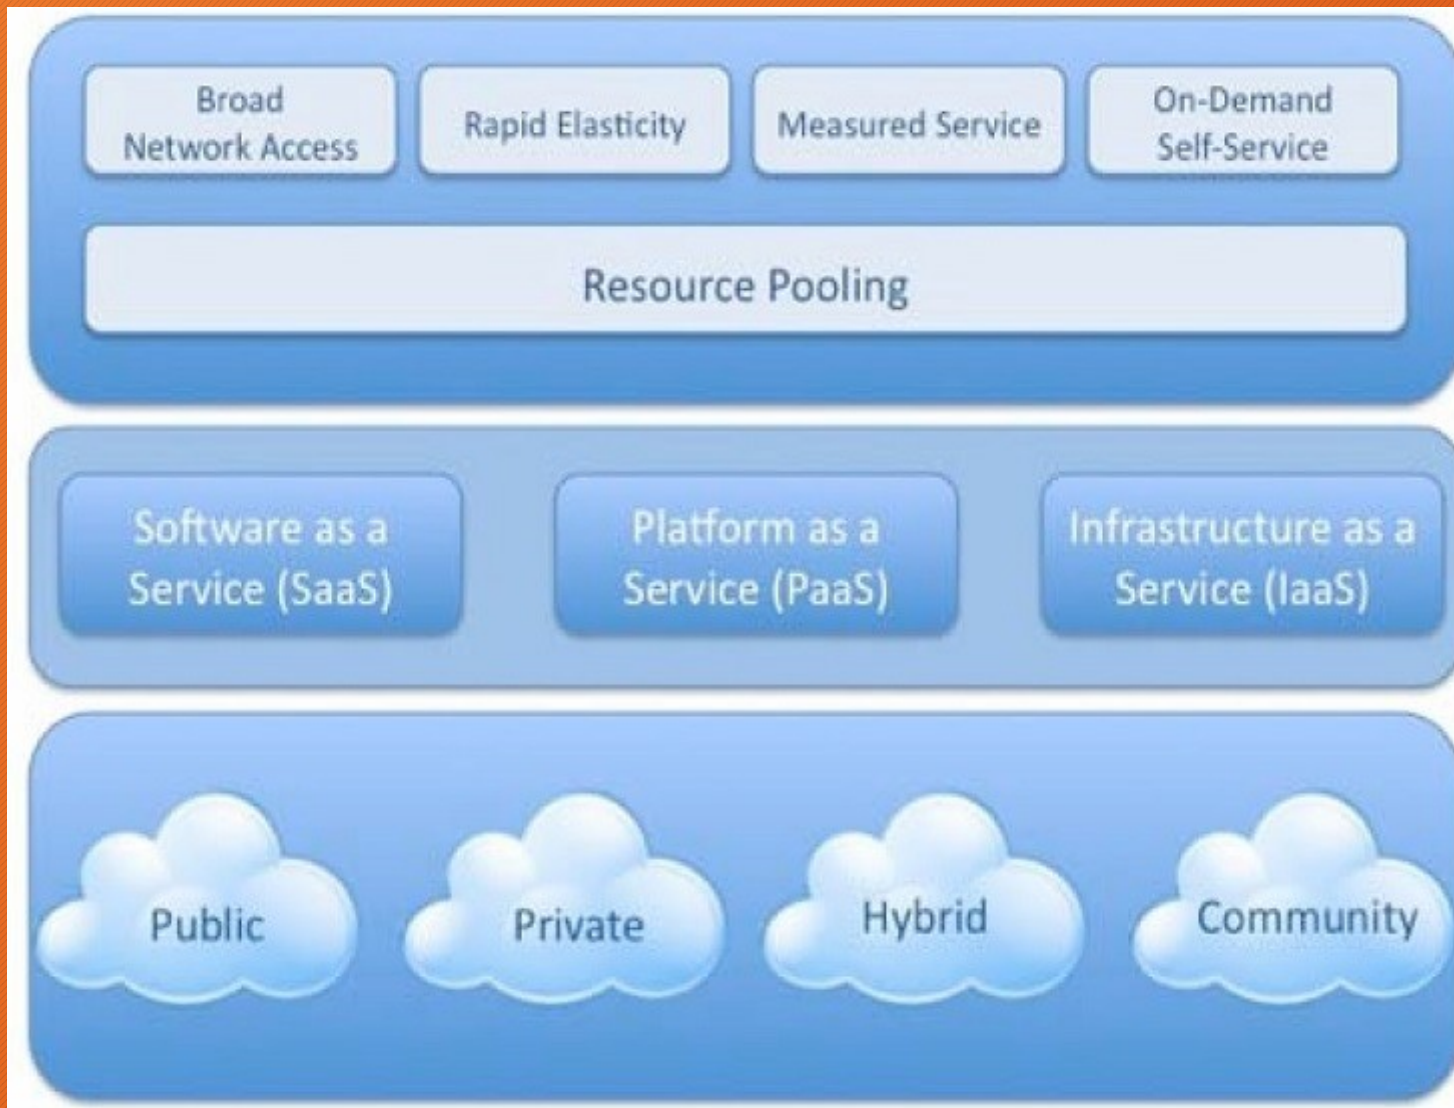 Broad
Network Access
Rapid Elasticity
Measured Service
On-Demand
Self-Service
Resource Pooling
Software as a
Service (SaaS)
Platform as a
Service (PaaS)
Infrastructure as a
Service (IaaS)
Public
Private
Hybrid
Community